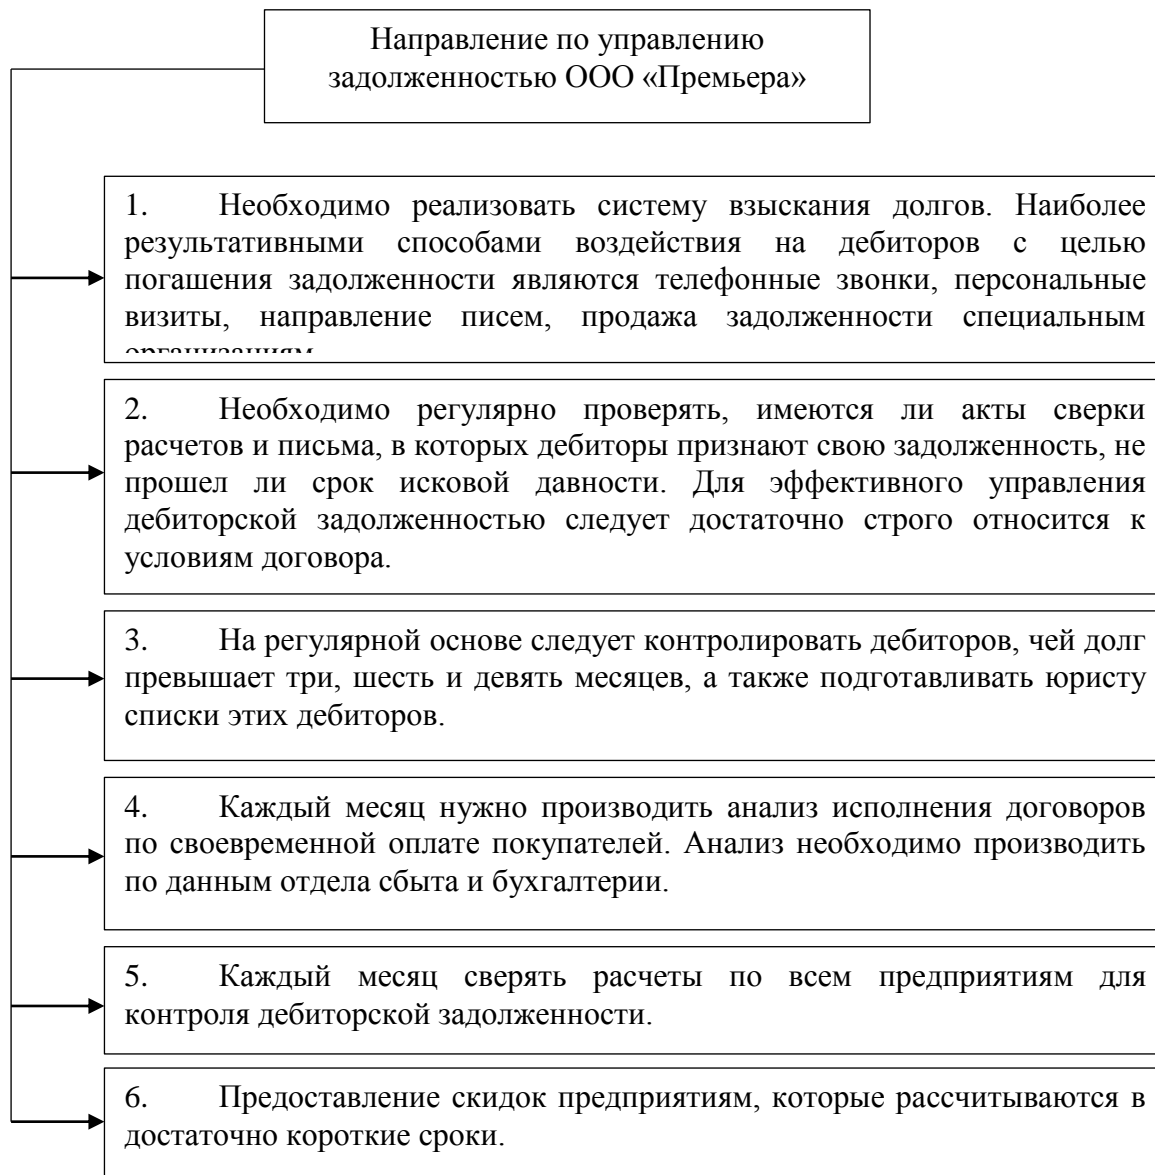 Направление по управлению
задолженностью ООО «Премьера»
1. Необходимо реализовать систему взыскания долгов. Наиболее
результативными способами воздействия на дебиторов с целью
погашения задолженности являются телефонные звонки, персональные
визиты, направление писем, продажа задолженности специальным
организациям
2. Необходимо регулярно проверять, имеются ли акты сверки
расчетов и письма, в которых дебиторы признают свою задолженность, не
прошел ли срок исковой давности. Для эффективного управления
дебиторской задолженностью следует достаточно строго относится к
условиям договора.
3. На регулярной основе следует контролировать дебиторов, чей долг
превышает три, шесть и девять месяцев, а также подготавливать юристу
списки этих дебиторов.
4. Каждый месяц нужно производить анализ исполнения договоров
по своевременной оплате покупателей. Анализ необходимо производить
по данным отдела сбыта и бухгалтерии.
5. Каждый месяц сверять расчеты по всем предприятиям для
контроля дебиторской задолженности.
6. Предоставление скидок предприятиям, которые рассчитываются в
достаточно короткие сроки.